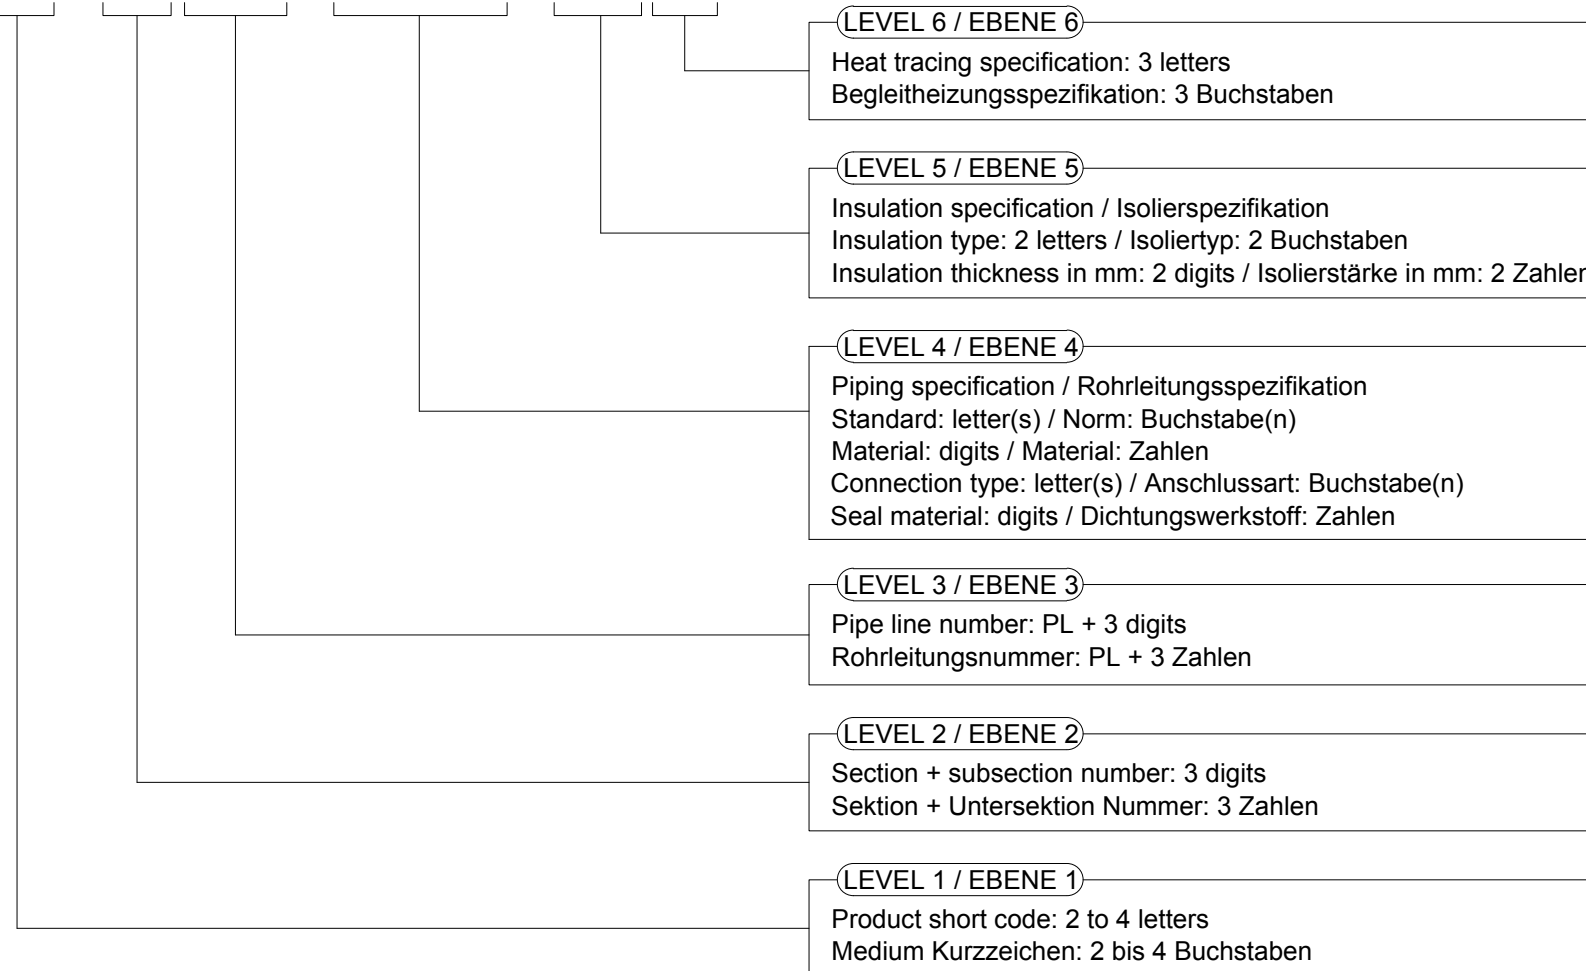 LEVEL 6 / EBENE 6
Heat tracing specification: 3 letters
Begleitheizungsspezifikation: 3 Buchstaben
LEVEL 5 / EBENE 5
Insulation specification / Isolierspezifikation
Insulation type: 2 letters / Isoliertyp: 2 Buchstaben
Insulation thickness in mm: 2 digits / Isolierstärke in mm: 2 Zahlen
LEVEL 4 / EBENE 4
Piping specification / Rohrleitungsspezifikation
Standard: letter(s) / Norm: Buchstabe(n)
Material: digits / Material: Zahlen
Connection type: letter(s) / Anschlussart: Buchstabe(n)
Seal material: digits / Dichtungswerkstoff: Zahlen
LEVEL 3 / EBENE 3
Pipe line number: PL + 3 digits
Rohrleitungsnummer: PL + 3 Zahlen
LEVEL 2 / EBENE 2
Section + subsection number: 3 digits
Sektion + Untersektion Nummer: 3 Zahlen
LEVEL 1 / EBENE 1
Product short code: 2 to 4 letters
Medium Kurzzeichen: 2 bis 4 Buchstaben